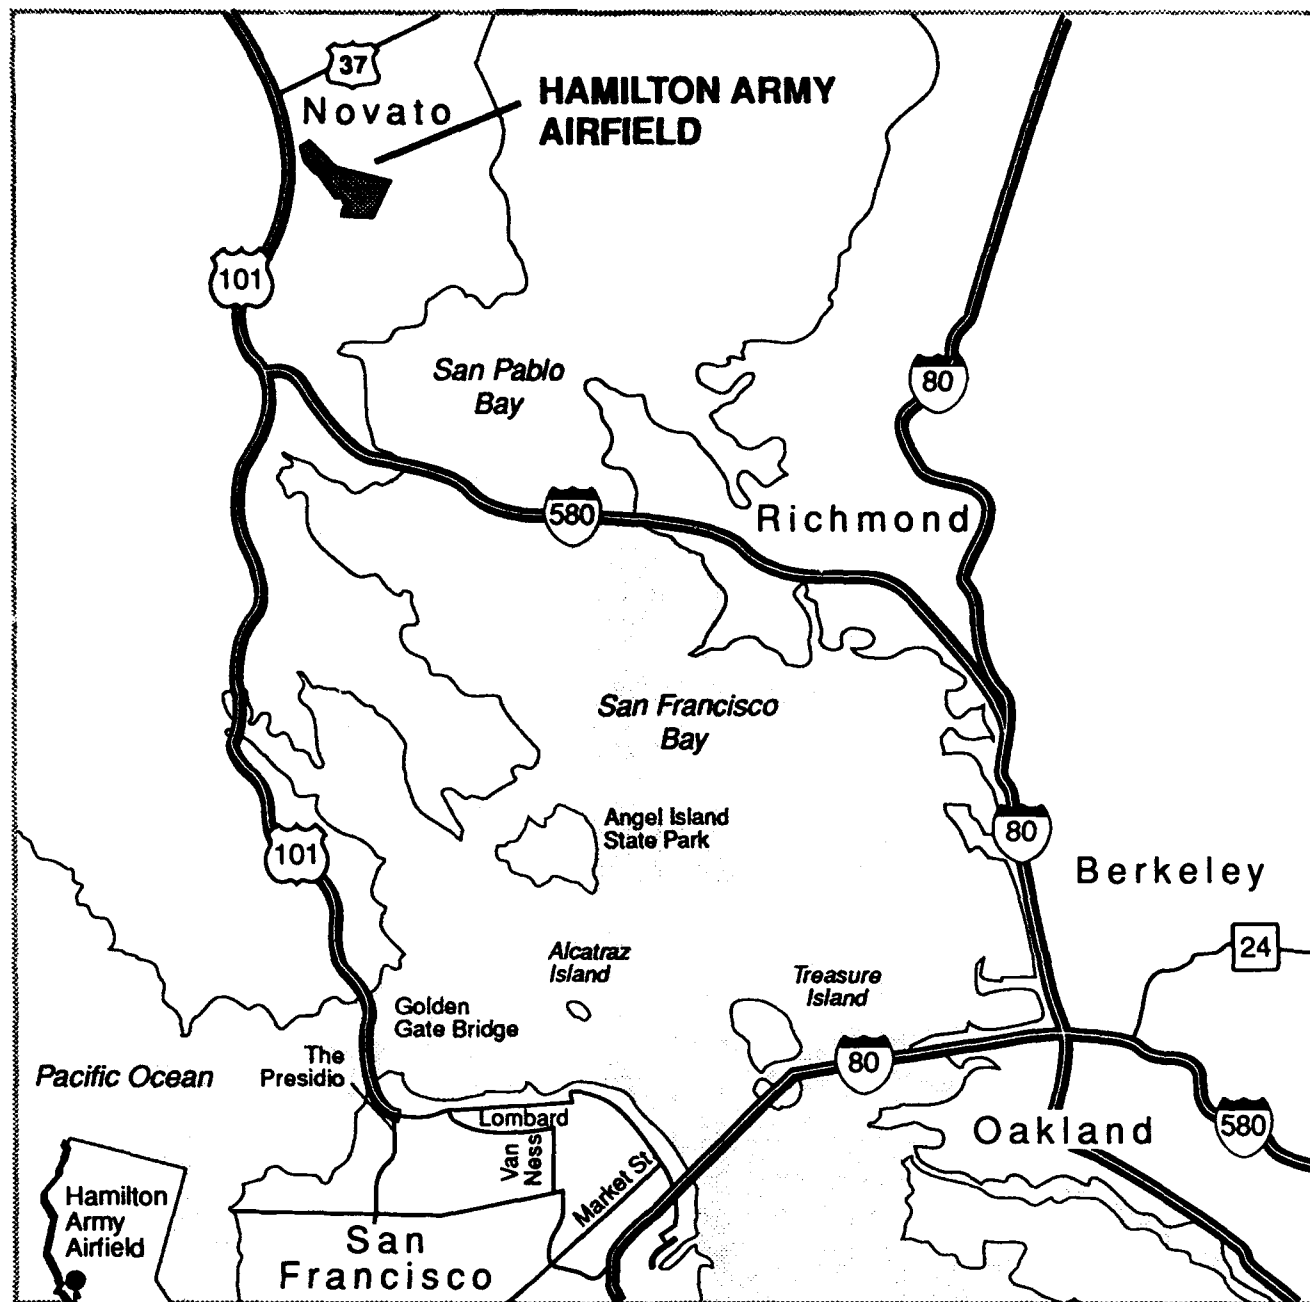 37
Novato
HAMILTON ARMY
AIRFIELD
101
San Pablo
Bay
80
580
Richmond
San Francisco
Bay
Angel Island
State Park
80
101
Berkeley
24
Alcatraz
Island
Treasure
Island
Golden
Gate Bridge
80
The
Presidio
Pacific Ocean
Lombard
Van
Ness
Market St.
Oakland
580
Hamilton
Army
Airfield
San
Francisco